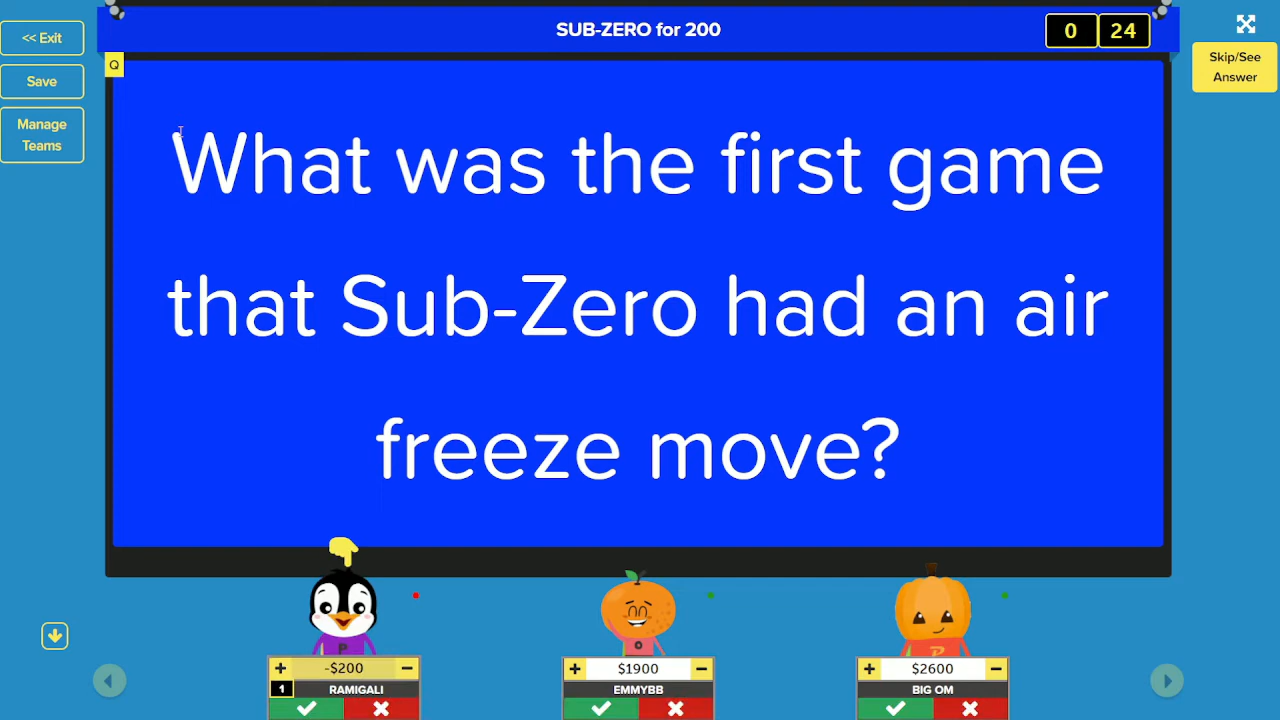 << Exit
SUB-ZERO for 200
0 24
Skip/See
Answer
Save
Q
Manage
Teams
What was the first game
that Sub-Zero had an air
freeze move?
P
O
P
+ -$200 −
+ $1900 −
+ $2600 −
1 RAMIGALI
EMMYBB
BIG OM